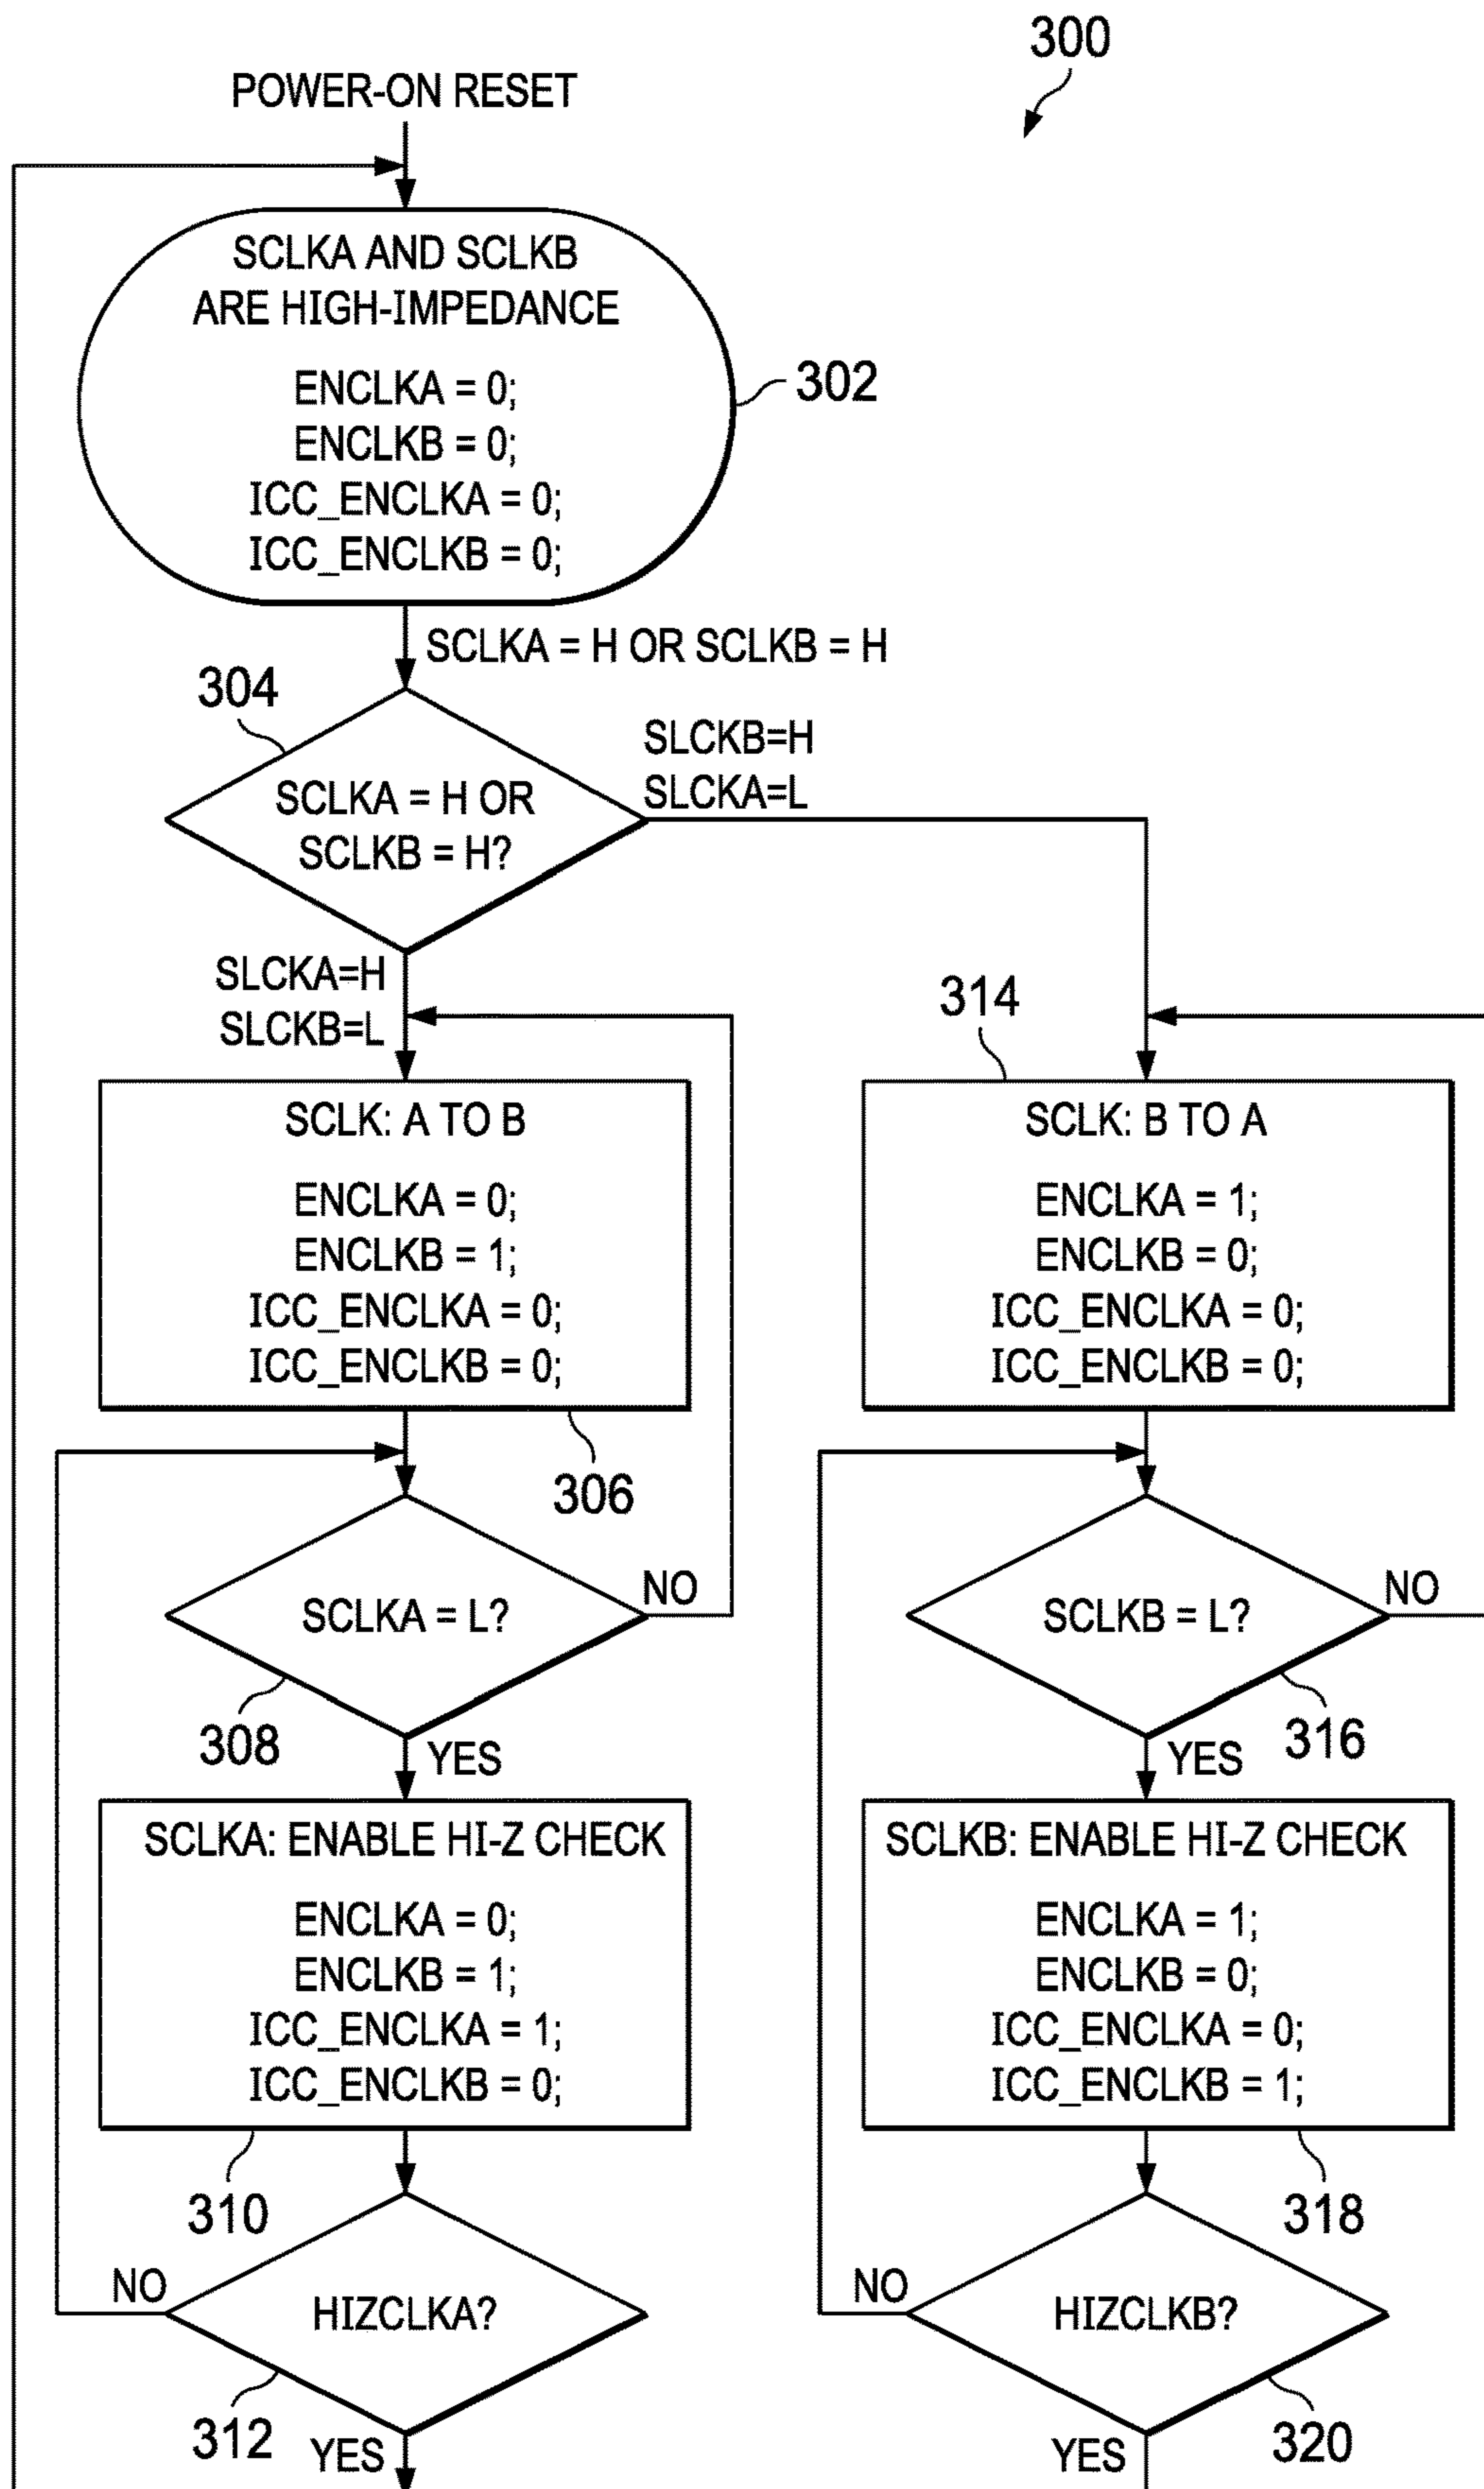 300
POWER-ON RESET
SCLKA AND SCLKB
ARE HIGH-IMPEDANCE
ENCLKA = 0;
ENCLKB = 0;
ICC_ENCLKA = 0;
ICC_ENCLKB = 0;
302
SCLKA = H OR SCLKB = H
304
SCLKA = H OR
SCLKB = H?
SLCKB=H
SLCKA=L
SLCKA=H
SLCKB=L
SCLK: A TO B
ENCLKA = 0;
ENCLKB = 1;
ICC_ENCLKA = 0;
ICC_ENCLKB = 0;
306
SCLKA = L?
NO
308
YES
SCLKA: ENABLE HI-Z CHECK
ENCLKA = 0;
ENCLKB = 1;
ICC_ENCLKA = 1;
ICC_ENCLKB = 0;
310
NO
HIZCLKA?
312
YES
314
SCLK: B TO A
ENCLKA = 1;
ENCLKB = 0;
ICC_ENCLKA = 0;
ICC_ENCLKB = 0;
SCLKB = L?
NO
316
YES
SCLKB: ENABLE HI-Z CHECK
ENCLKA = 1;
ENCLKB = 0;
ICC_ENCLKA = 0;
ICC_ENCLKB = 1;
318
NO
HIZCLKB?
320
YES